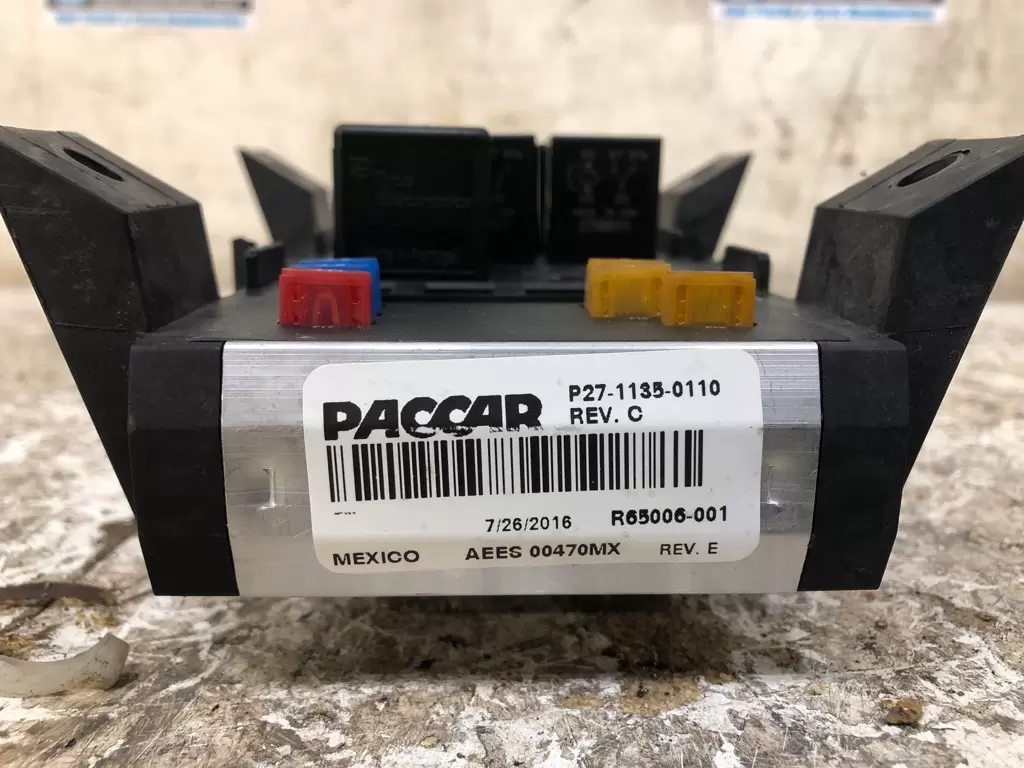 PACCAR
P27-1135-0110
REV. C
7/26/2016
R65006-001
MEXICO
AEES 00470MX
REV. E